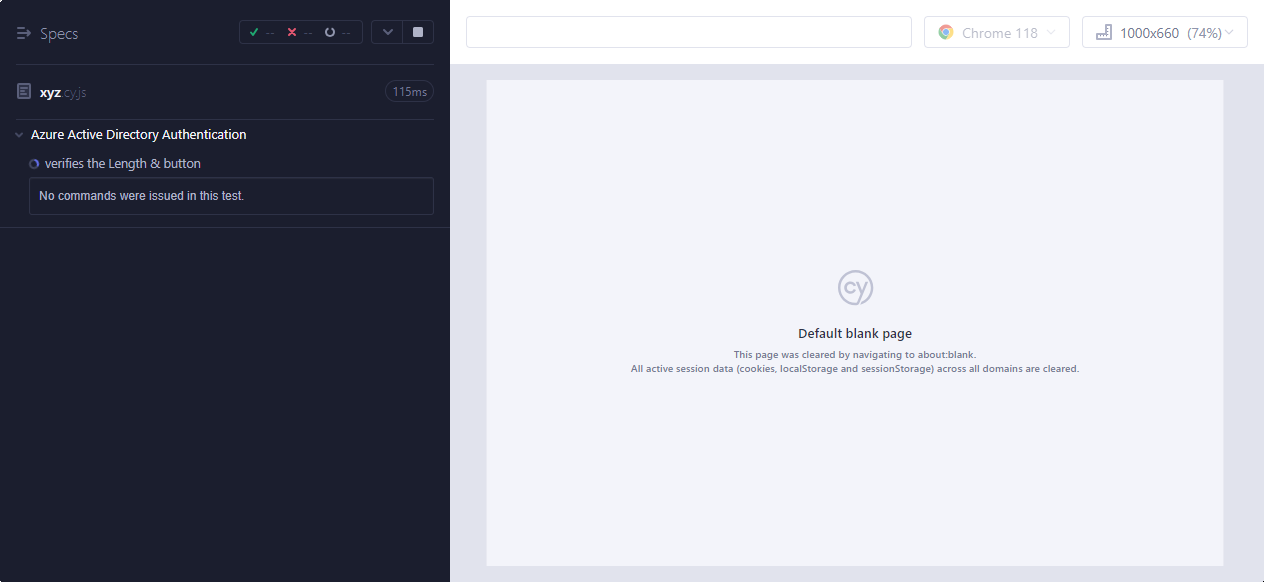 Specs
-- -- --
Chrome 118
1000x660 (74%)
xyz.cy.js
115ms
Azure Active Directory Authentication
verifies the Length & button
No commands were issued in this test.
cy
Default blank page
This page was cleared by navigating to about:blank.
All active session data (cookies, localStorage and sessionStorage) across all domains are cleared.